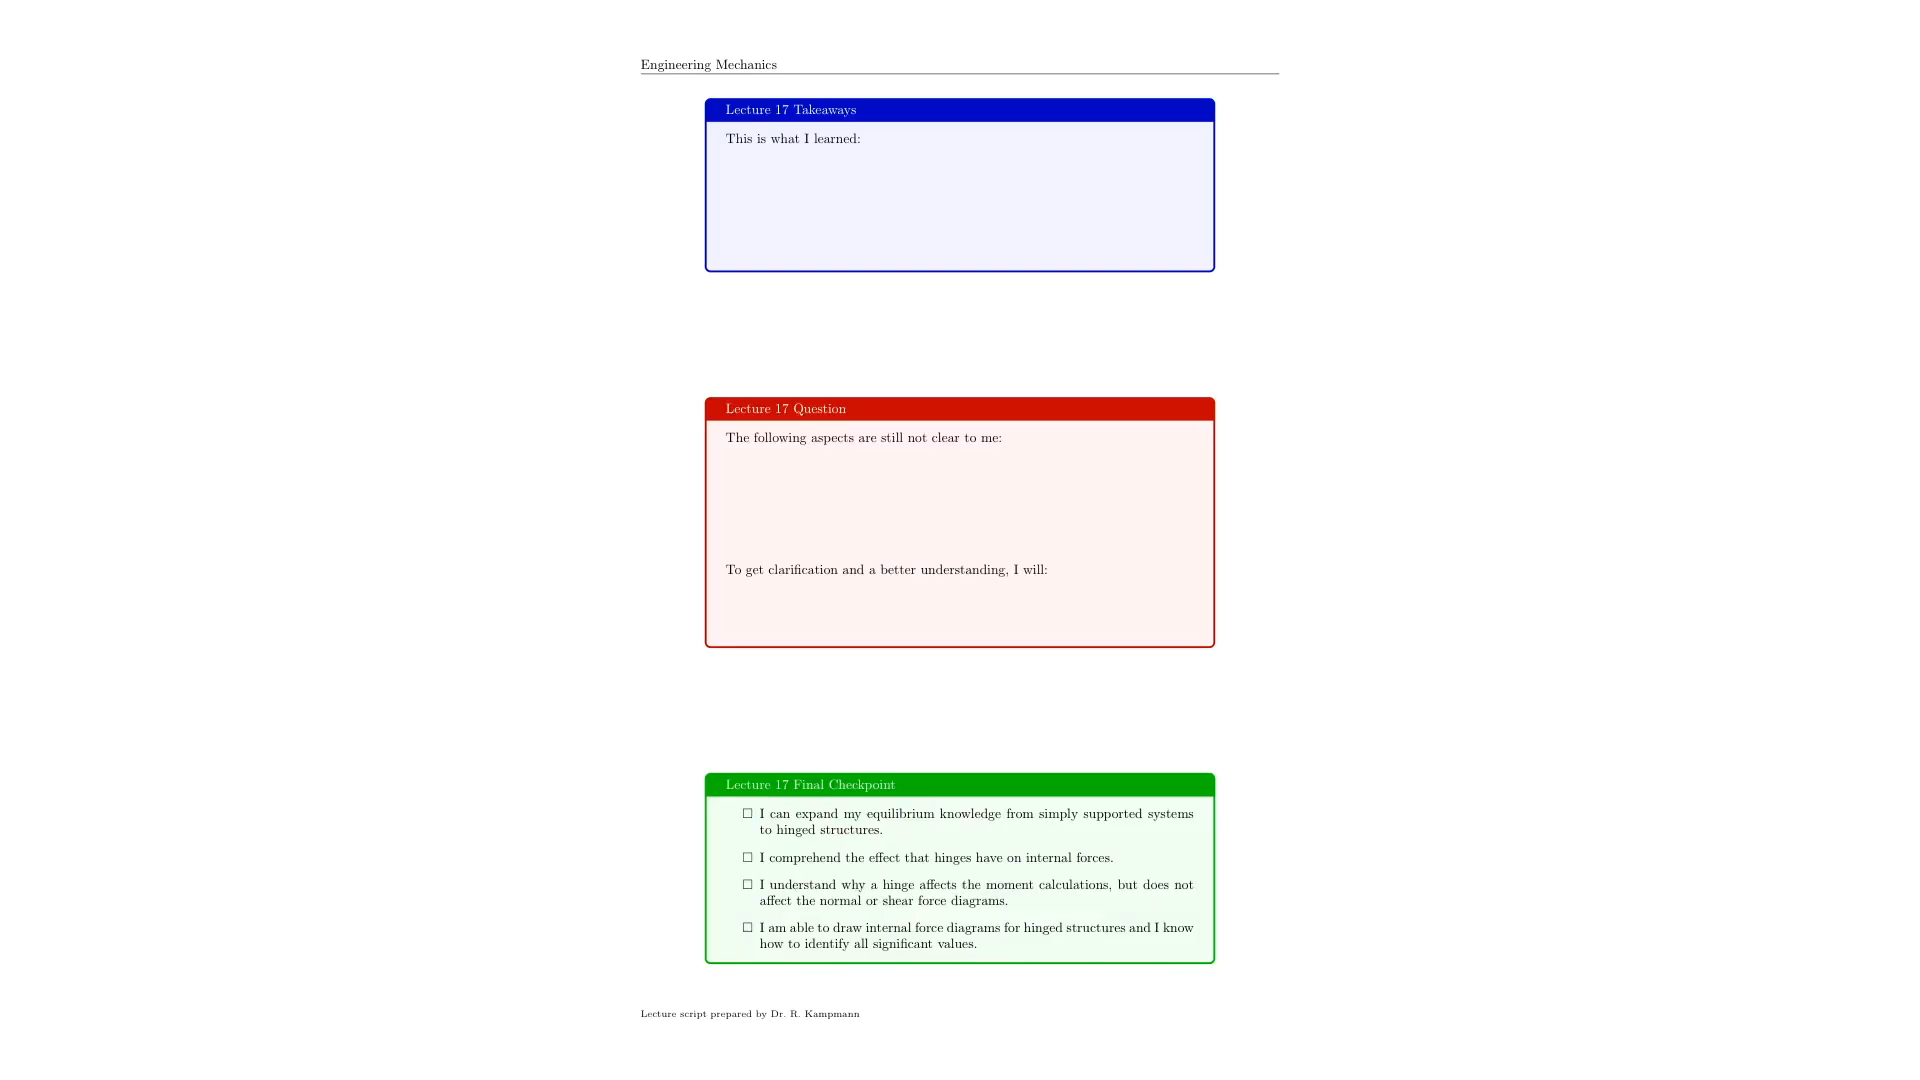 Engineering Mechanics
Lecture 17 Takeaways
This is what I learned:
Lecture 17 Question
The following aspects are still not clear to me:
To get clarification and a better understanding, I will:
Lecture 17 Final Checkpoint
☐ I can expand my equilibrium knowledge from simply supported systems
to hinged structures.
☐ I comprehend the effect that hinges have on internal forces.
☐ I understand why a hinge affects the moment calculations, but does not
affect the normal or shear force diagrams.
☐ I am able to draw internal force diagrams for hinged structures and I know
how to identify all significant values.
Lecture script prepared by Dr. R. Kampmann